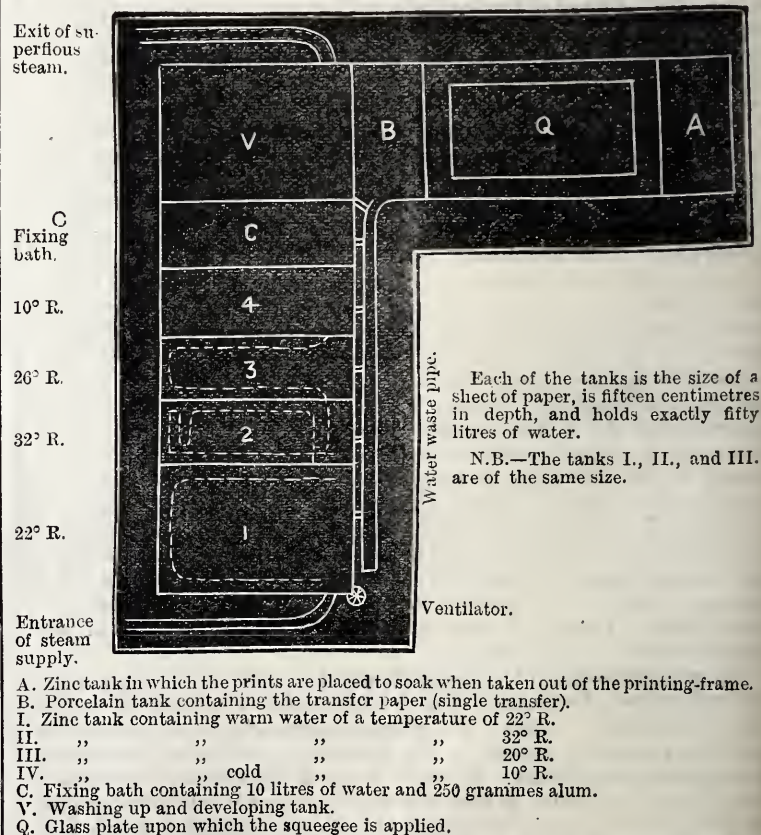 Exit of su-
perflous
steam.
V
B
Q
A
C
Fixing
bath.
C
10° R.
4
26° R.
3
32° R.
2
22° R.
1
Water waste pipe.
Each of the tanks is the size of a
sheet of paper, is fifteen centimetres
in depth, and holds exactly fifty
litres of water.
N.B.—The tanks I., II., and III.
are of the same size.
Entrance
of steam
supply.
Ventilator.
A. Zinc tank in which the prints are placed to soak when taken out of the printing-frame.
B. Porcelain tank containing the transfer paper (single transfer).
I. Zinc tank containing warm water of a temperature of 22° R.
II. ,, ,, ,, ,, 32° R.
III. ,, ,, ,, ,, 20° R.
IV. ,, ,, cold ,, ,, 10° R.
C. Fixing bath containing 10 litres of water and 250 grammes alum.
V. Washing up and developing tank.
Q. Glass plate upon which the squeegee is applied.